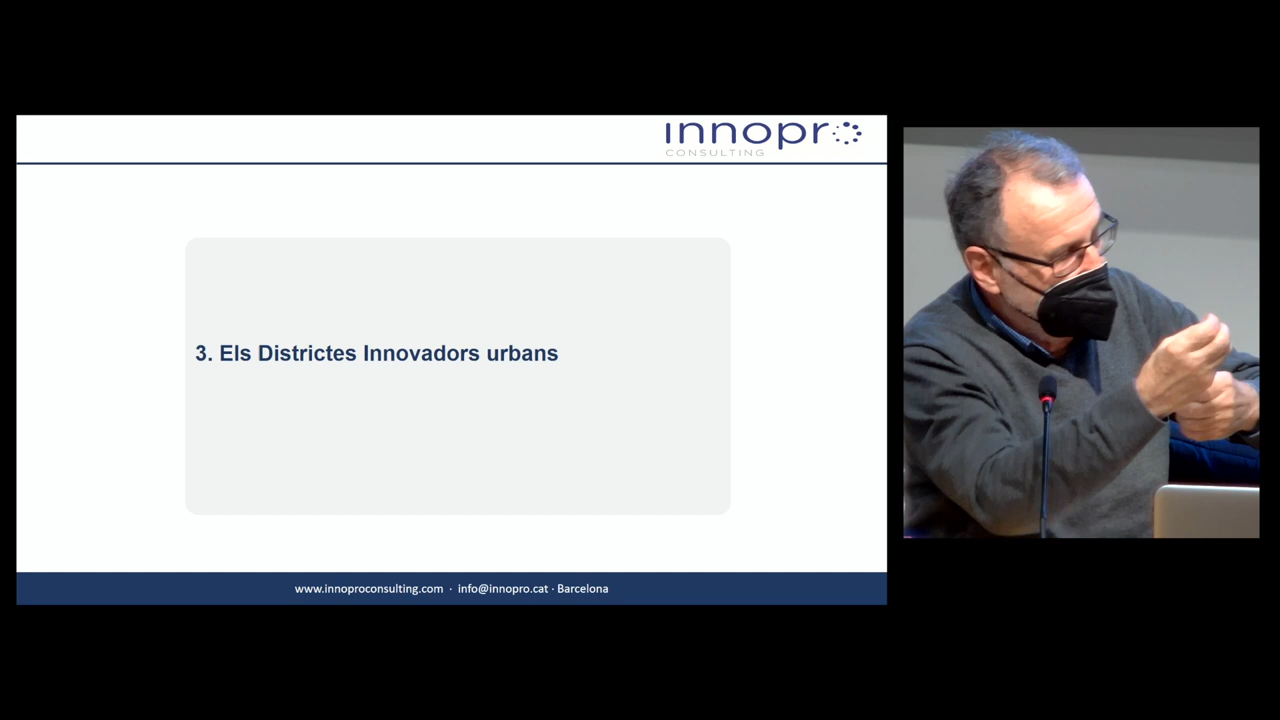 innopro
CONSULTING
3. Els Districtes Innovadors urbans
www.innoproconsulting.com · info@innopro.cat · Barcelona